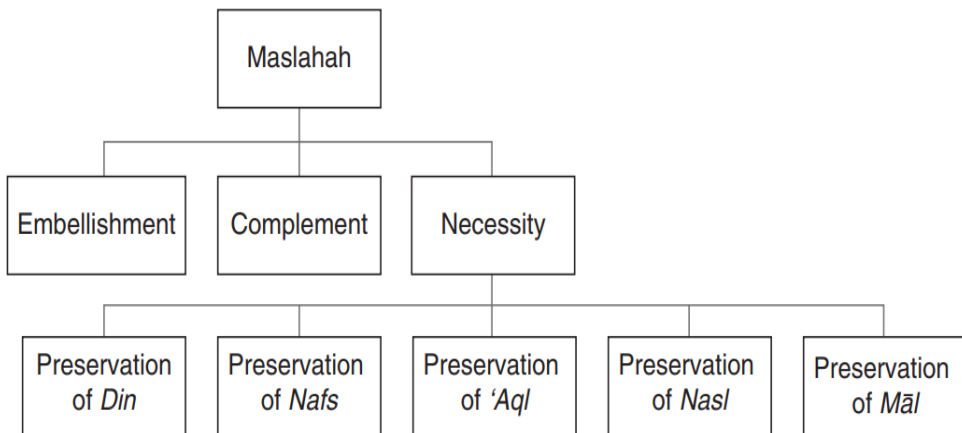 Maslahah
Embellishment
Complement
Necessity
Preservation
of Din
Preservation
of Nafs
Preservation
of ‘Aql
Preservation
of Nasl
Preservation
of Māl